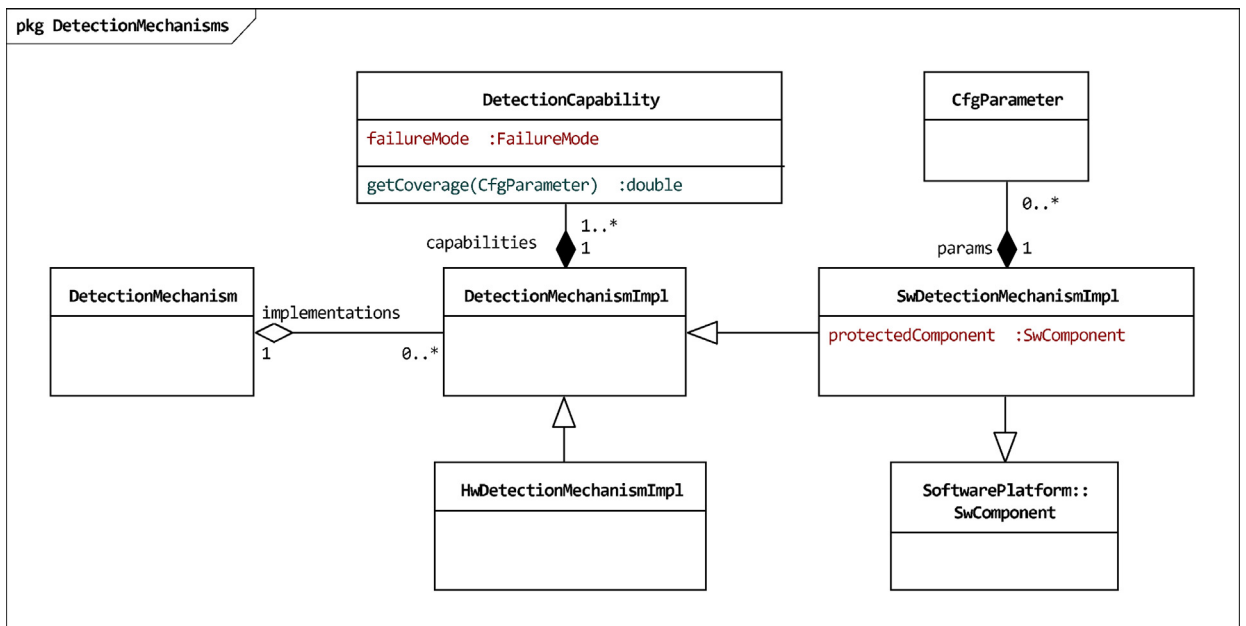 pkg DetectionMechanisms
DetectionCapability
failureMode :FailureMode
getCoverage(CfgParameter) :double
CfgParameter
1..*
capabilities
1
0..*
params
1
DetectionMechanism
implementations
1
0..*
DetectionMechanismImpl
SwDetectionMechanismImpl
protectedComponent :SwComponent
HwDetectionMechanismImpl
SoftwarePlatform::
SwComponent